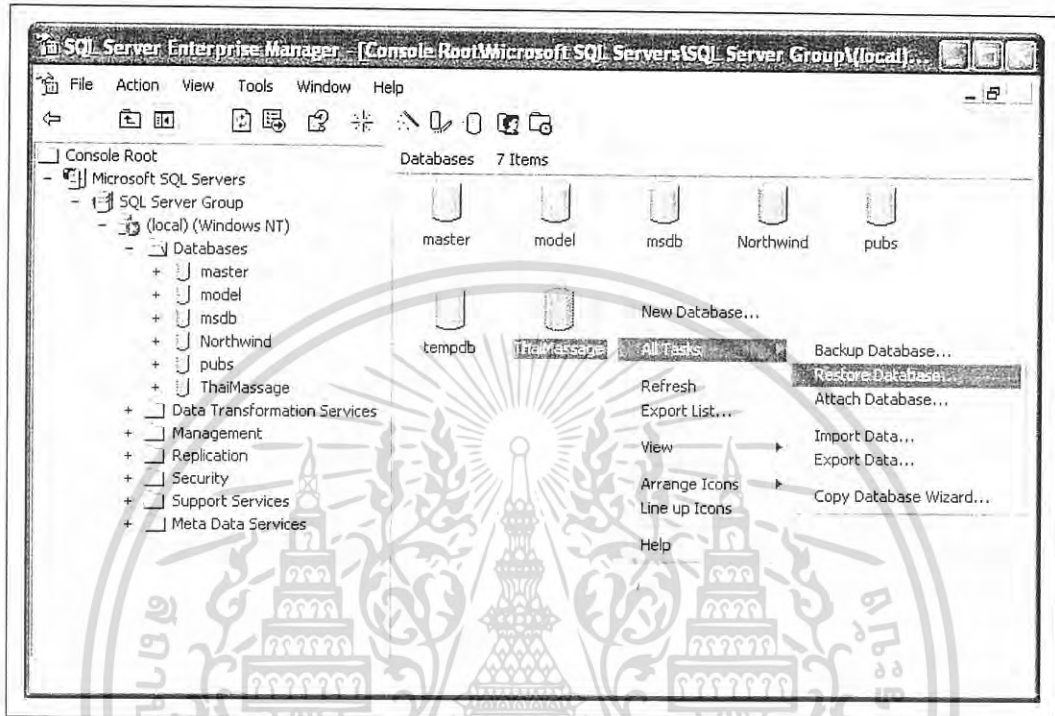 SQL Server Enterprise Manager - [Console Root\Microsoft SQL Servers\SQL Server Group\(local)...
File Action View Tools Window Help
Console Root
- Microsoft SQL Servers
- SQL Server Group
- (local) (Windows NT)
- Databases
+ master
+ model
+ msdb
+ Northwind
+ pubs
+ ThaiMassage
+ Data Transformation Services
+ Management
+ Replication
+ Security
+ Support Services
+ Meta Data Services
Databases 7 Items
master model msdb Northwind pubs
tempdb ThaiMassage
New Database...
All Tasks
Refresh
Export List...
View
Arrange Icons
Line up Icons
Help
Backup Database...
Restore Database...
Attach Database...
Import Data...
Export Data...
Copy Database Wizard...